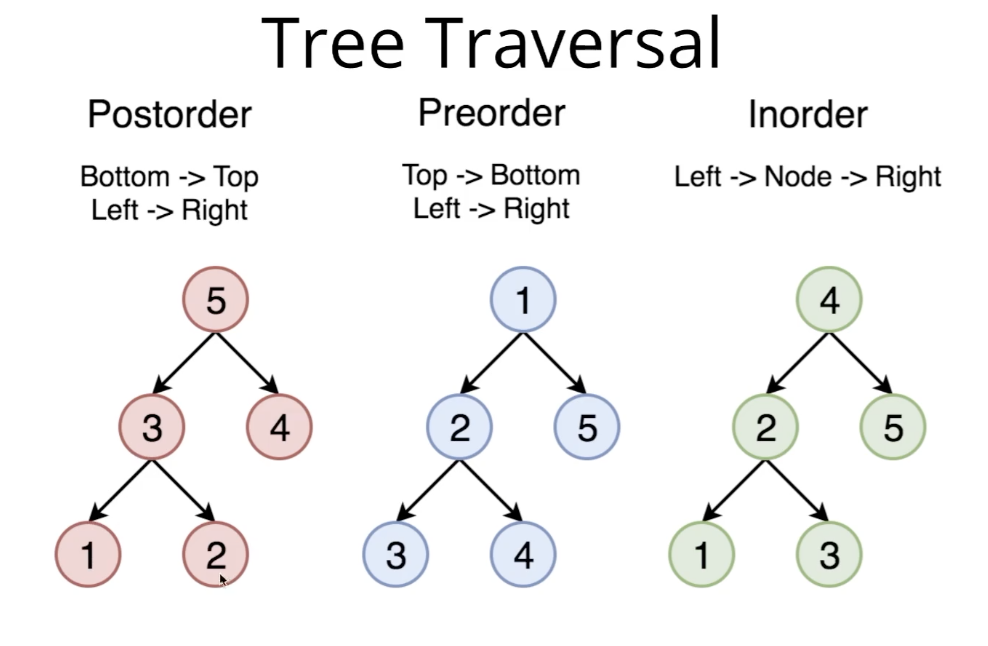 Tree Traversal
Postorder
Bottom -> Top
Left -> Right
5
3
4
1
2
Preorder
Top -> Bottom
Left -> Right
1
2
5
3
4
Inorder
Left -> Node -> Right
4
2
5
1
3